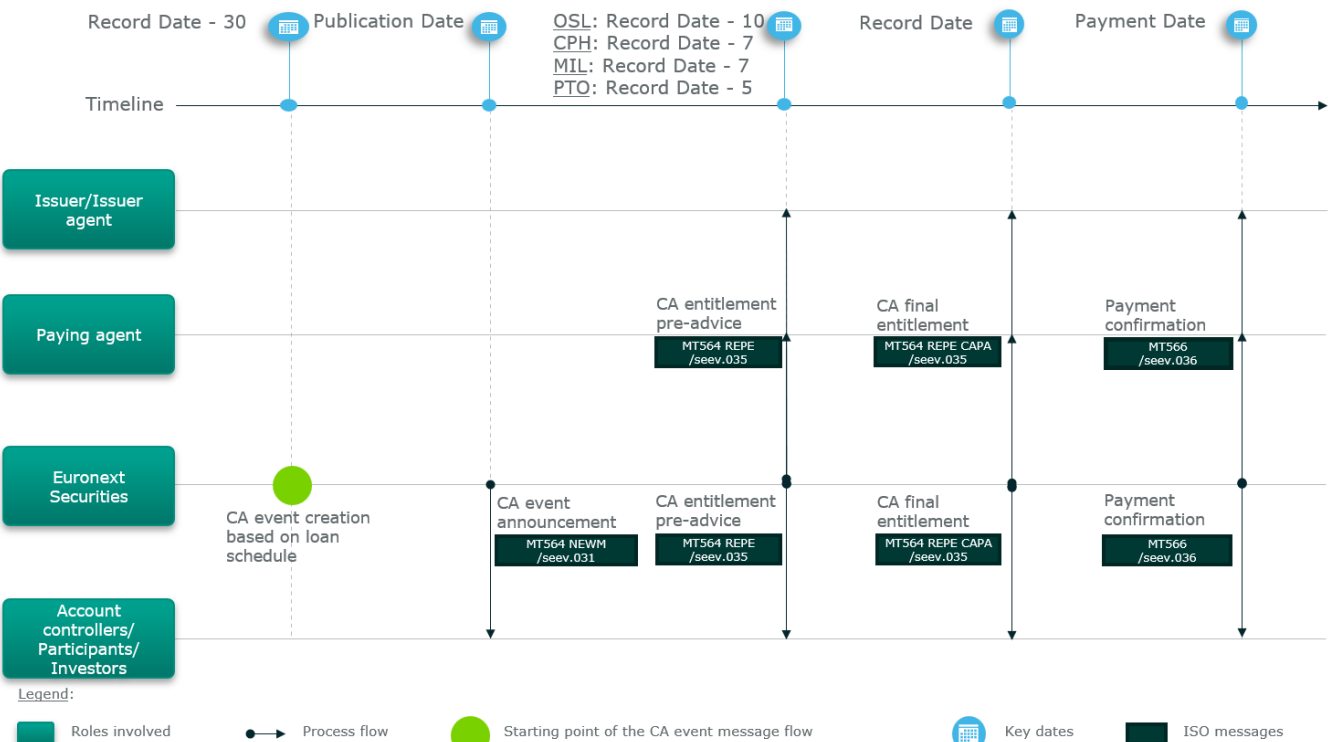 Record Date - 30
Publication Date
OSL: Record Date - 10
CPH: Record Date - 7
MIL: Record Date - 7
PTO: Record Date - 5
Record Date
Payment Date
Timeline
Issuer/Issuer
agent
Paying agent
CA entitlement
pre-advice
MT564 REPE
/seev.035
CA final
entitlement
MT564 REPE CAPA
/seev.035
Payment
confirmation
MT566
/seev.036
Euronext
Securities
CA event creation
based on loan
schedule
CA event
announcement
MT564 NEWM
/seev.031
CA entitlement
pre-advice
MT564 REPE
/seev.035
CA final
entitlement
MT564 REPE CAPA
/seev.035
Payment
confirmation
MT566
/seev.036
Account
controllers/
Participants/
Investors
Legend:
Roles involved
Process flow
Starting point of the CA event message flow
Key dates
ISO messages